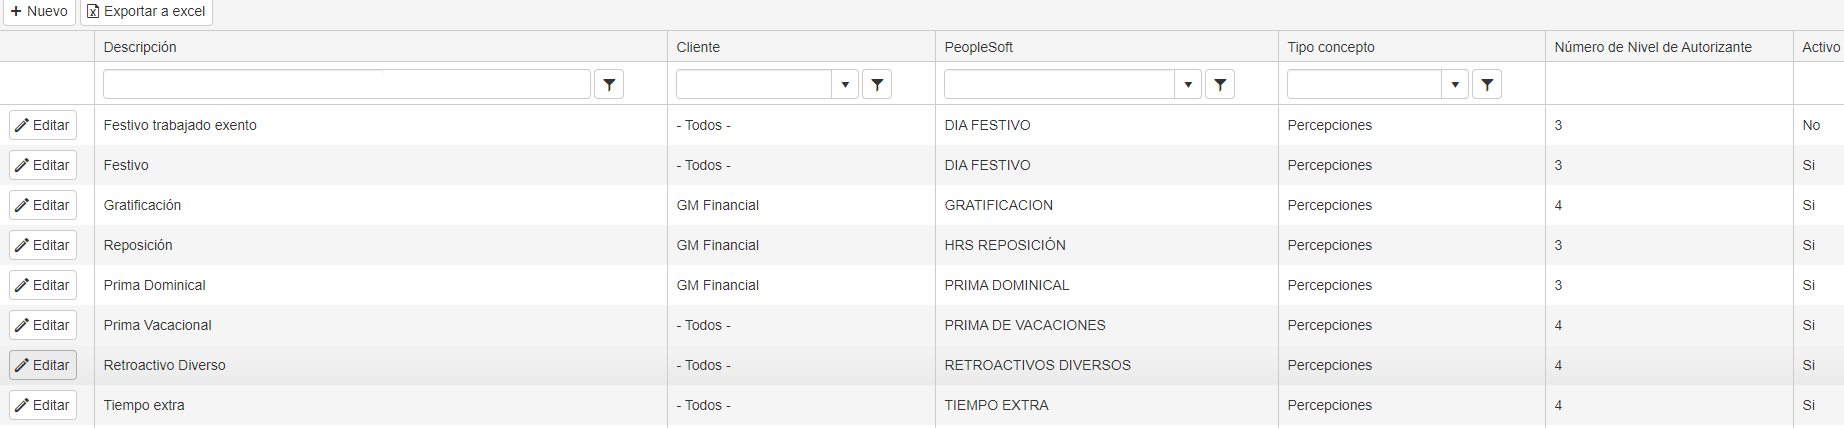 + Nuevo Exportar a excel
Descripción Cliente PeopleSoft Tipo concepto Número de Nivel de Autorizante Activo
Editar Festivo trabajado exento - Todos - DIA FESTIVO Percepciones 3 No
Editar Festivo - Todos - DIA FESTIVO Percepciones 3 Si
Editar Gratificación GM Financial GRATIFICACION Percepciones 4 Si
Editar Reposición GM Financial HRS REPOSICIÓN Percepciones 3 Si
Editar Prima Dominical GM Financial PRIMA DOMINICAL Percepciones 3 Si
Editar Prima Vacacional - Todos - PRIMA DE VACACIONES Percepciones 4 Si
Editar Retroactivo Diverso - Todos - RETROACTIVOS DIVERSOS Percepciones 4 Si
Editar Tiempo extra - Todos - TIEMPO EXTRA Percepciones 4 Si